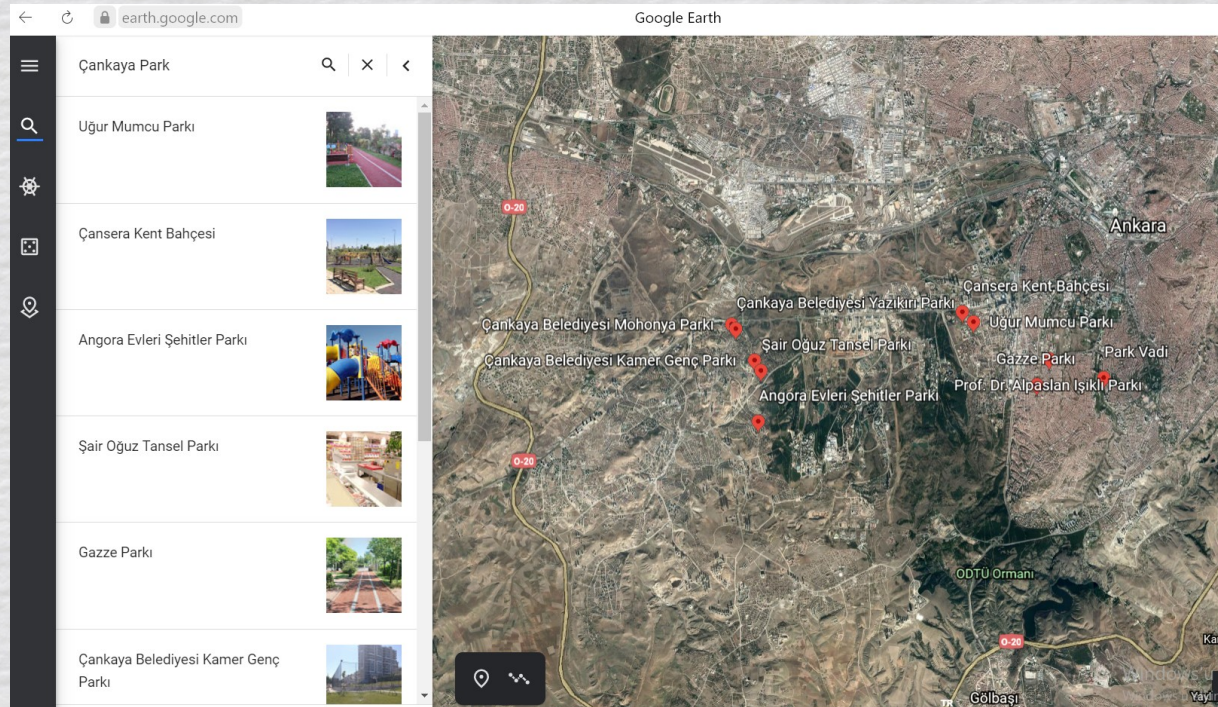 earth.google.com
Google Earth
Çankaya Park
Uğur Mumcu Parkı
Çansera Kent Bahçesi
Angora Evleri Şehitler Parkı
Şair Oğuz Tansel Parkı
Gazze Parkı
Çankaya Belediyesi Kamer Genç
Parkı
O-20
Ankara
Çansera Kent Bahçesi
Çankaya Belediyesi Yazıkırı Parkı
Çankaya Belediyesi Mohonya Parkı
Uğur Mumcu Parkı
Şair Oğuz Tansel Parkı
Park Vadi
Gazze Parkı
Çankaya Belediyesi Kamer Genç Parkı
Prof. Dr. Alpaslan Işıklı Parkı
Angora Evleri Şehitler Parkı
O-20
ODTÜ Ormanı
O-20
Gölbaşı
TR